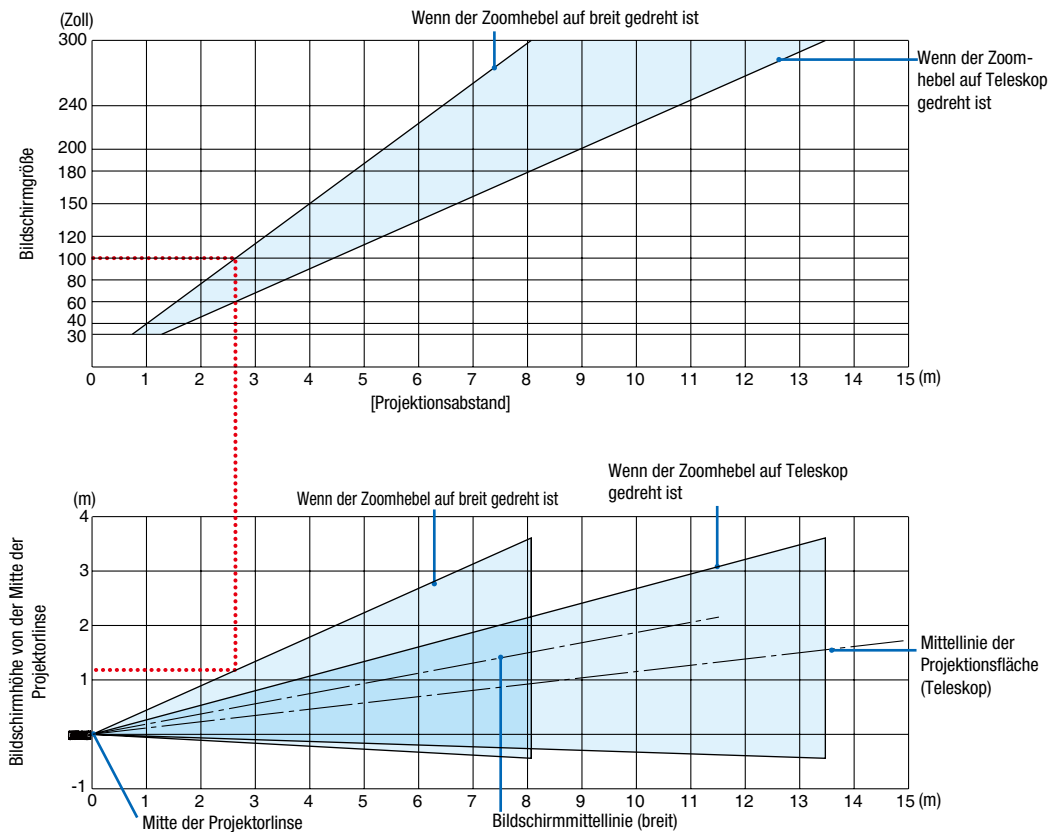 (Zoll)
Wenn der Zoomhebel auf breit gedreht ist
300
240
200
180
150
120
100
80
60
40
30
Bildschirmgröße
Wenn der Zoom-
hebel auf Teleskop
gedreht ist
0 1 2 3 4 5 6 7 8 9 10 11 12 13 14 15 (m)
[Projektionsabstand]
(m)
Wenn der Zoomhebel auf breit gedreht ist
Wenn der Zoomhebel auf Teleskop
gedreht ist
4
3
2
1
-1
Bildschirmhöhe von der Mitte der
Projektorlinse
Mittellinie der
Projektionsfläche
(Teleskop)
0 1 2 3 4 5 6 7 8 9 10 11 12 13 14 15 (m)
Mitte der Projektorlinse
Bildschirmmittellinie (breit)